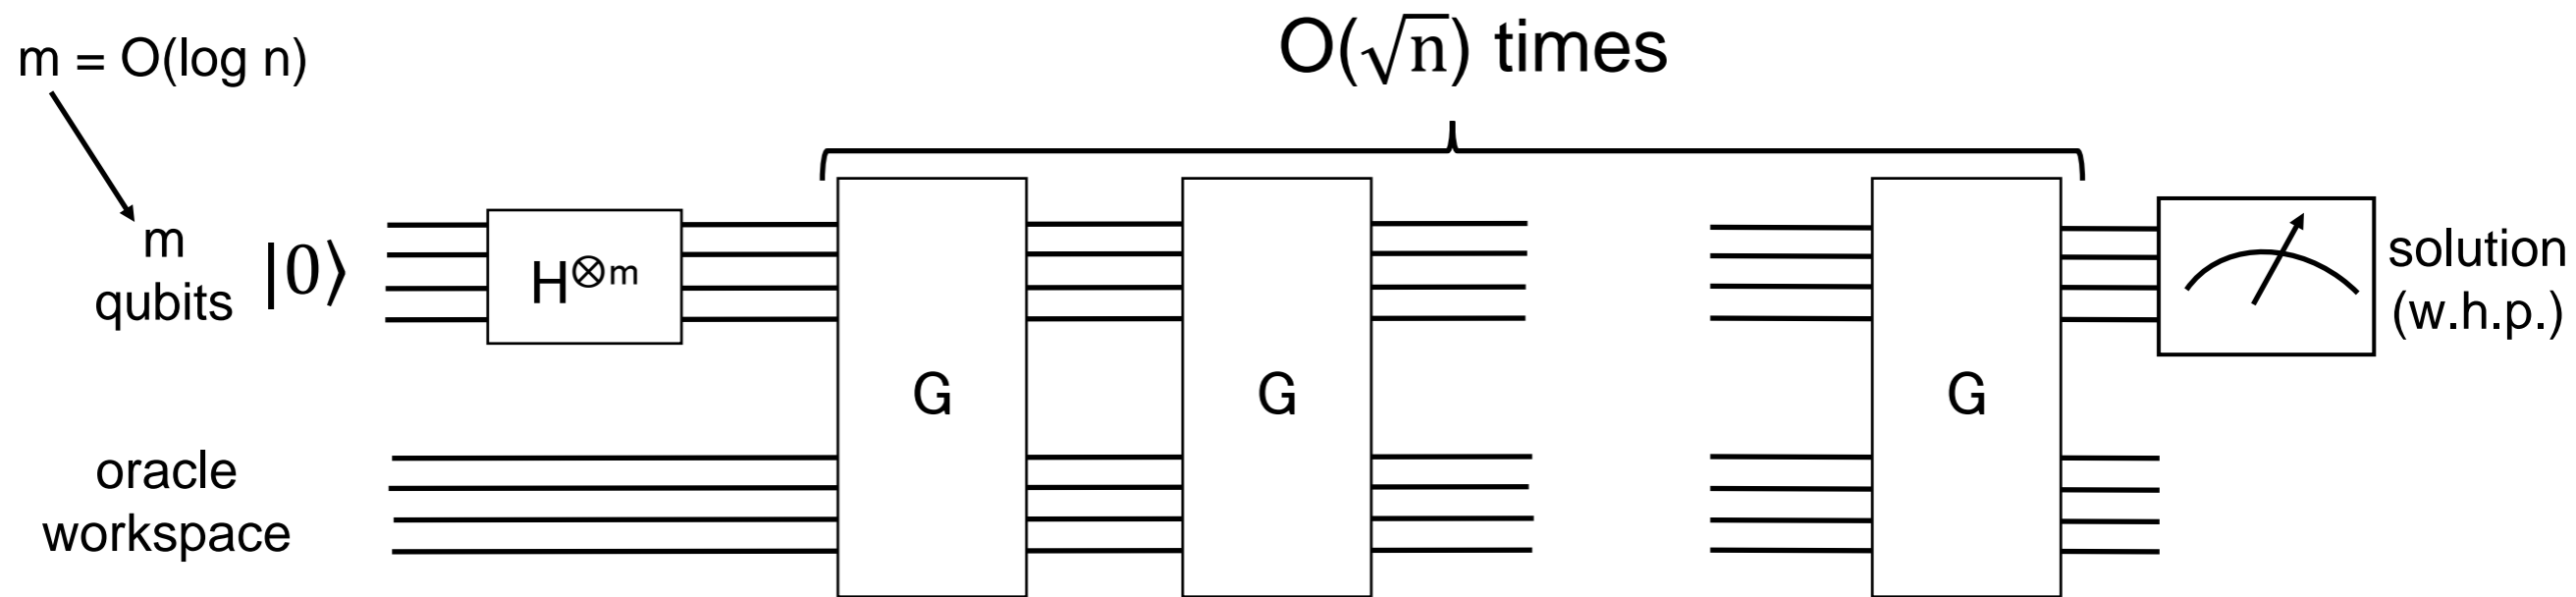 O(√n) times
m = O(log n)
m
qubits
|0⟩
H⊗m
G
G
G
solution
(w.h.p.)
oracle
workspace